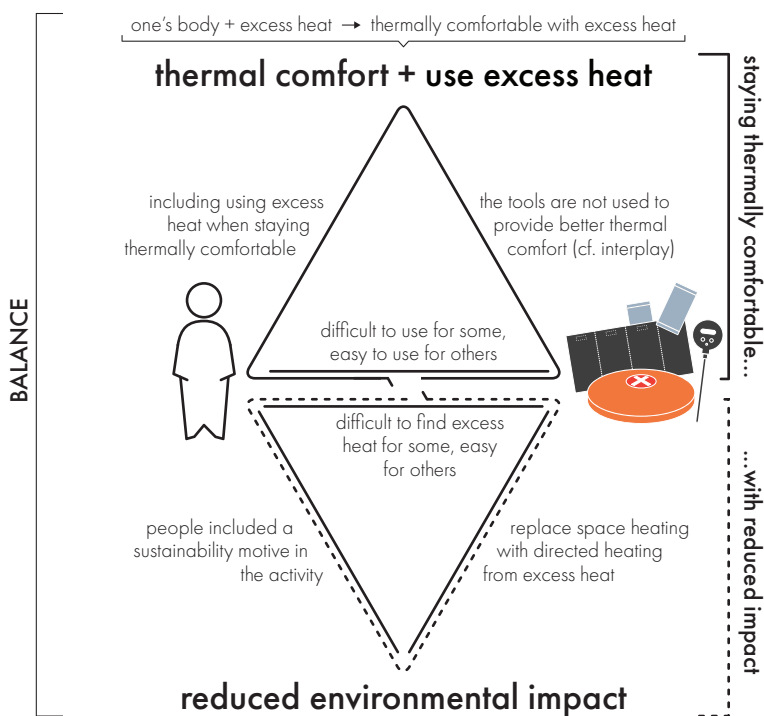 one's body + excess heat → thermally comfortable with excess heat
thermal comfort + use excess heat
including using excess
heat when staying
thermally comfortable
the tools are not used to
provide better thermal
comfort (cf. interplay)
staying thermally comfortable...
BALANCE
difficult to use for some,
easy to use for others
difficult to find excess
heat for some, easy
for others
people included a
sustainability motive in
the activity
replace space heating
with directed heating
from excess heat
...with reduced impact
reduced environmental impact